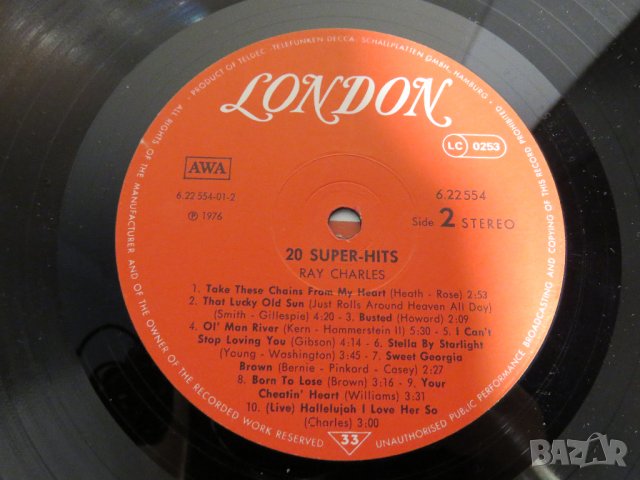 PRODUCT OF TELDEC · TELEFUNKEN-DECCA · SCHALLPLATTEN GMBH, HAMBURG ·
LONDON
LC 0253
AWA
6.22 554-01-2
℗ 1976
6.22 554
Side 2 STEREO
20 SUPER-HITS
RAY CHARLES
1. Take These Chains From My Heart (Heath - Rose) 2:53
2. That Lucky Old Sun (Just Rolls Around Heaven All Day)
(Smith - Gillespie) 4:20 - 3. Busted (Howard) 2:09
4. Ol' Man River (Kern - Hammerstein II) 5:30 - 5. I Can't
Stop Loving You (Gibson) 4:14 - 6. Stella By Starlight
(Young - Washington) 3:45 - 7. Sweet Georgia
Brown (Bernie - Pinkard - Casey) 2:27
8. Born To Lose (Brown) 3:16 - 9. Your
Cheatin' Heart (Williams) 3:31
10. (Live) Hallelujah I Love Her So
(Charles) 3:00
33
ALL RIGHTS OF THE MANUFACTURER AND OF THE OWNER OF THE RECORDED WORK RESERVED
UNAUTHORISED PUBLIC PERFORMANCE BROADCASTING AND COPYING OF THIS RECORD PROHIBITED
BAZAR
bg